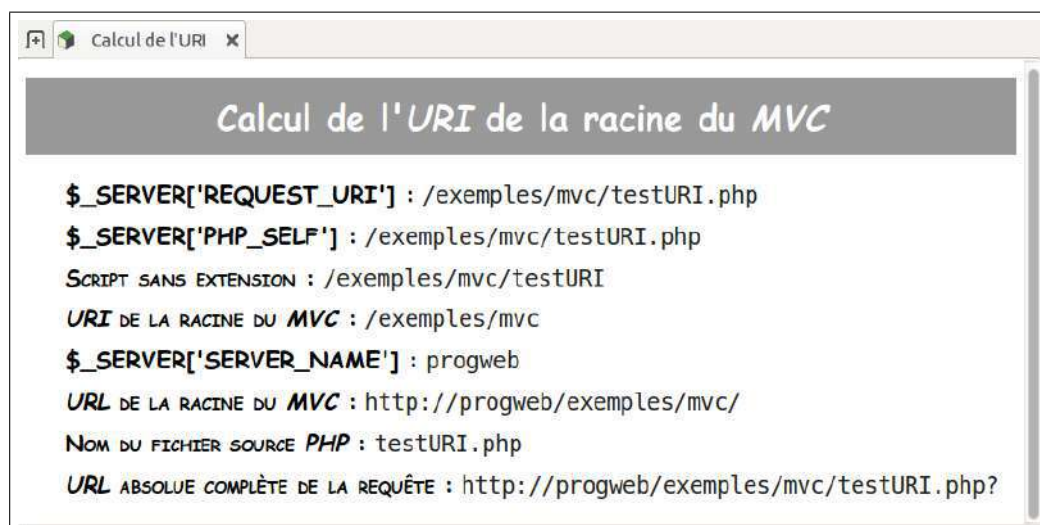 Calcul de l'URI
Calcul de l'URI de la racine du MVC
$_SERVER['REQUEST_URI'] : /exemples/mvc/testURI.php
$_SERVER['PHP_SELF'] : /exemples/mvc/testURI.php
Script sans extension : /exemples/mvc/testURI
URI de la racine du MVC : /exemples/mvc
$_SERVER['SERVER_NAME'] : progweb
URL de la racine du MVC : http://progweb/exemples/mvc/
Nom du fichier source PHP : testURI.php
URL absolue complète de la requête : http://progweb/exemples/mvc/testURI.php?